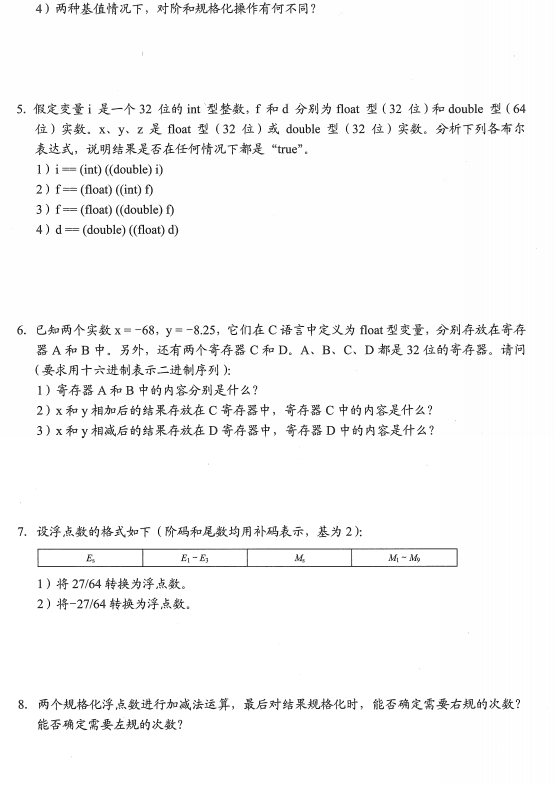 4）两种基值情况下，对阶和规格化操作有何不同？
5. 假定变量 i 是一个 32 位的 int 型整数，f 和 d 分别为 float 型（32 位）和 double 型（64
位）实数。x、y、z 是 float 型（32 位）或 double 型（32 位）实数。分析下列各布尔
表达式，说明结果是否在任何情况下都是 “true”。
1）i == (int) ((double) i)
2）f == (float) ((int) f)
3）f == (float) ((double) f)
4）d == (double) ((float) d)
6. 已知两个实数 x = −68，y = −8.25，它们在 C 语言中定义为 float 型变量，分别存放在寄存
器 A 和 B 中。另外，还有两个寄存器 C 和 D。A、B、C、D 都是 32 位的寄存器。请问
（要求用十六进制表示二进制序列）：
1）寄存器 A 和 B 中的内容分别是什么？
2）x 和 y 相加后的结果存放在 C 寄存器中，寄存器 C 中的内容是什么？
3）x 和 y 相减后的结果存放在 D 寄存器中，寄存器 D 中的内容是什么？
7. 设浮点数的格式如下（阶码和尾数均用补码表示，基为 2）：
Es E1 ~ E3 Ms M1 ~ M9
1）将 27/64 转换为浮点数。
2）将−27/64 转换为浮点数。
8. 两个规格化浮点数进行加减法运算，最后对结果规格化时，能否确定需要右规的次数？
能否确定需要左规的次数？